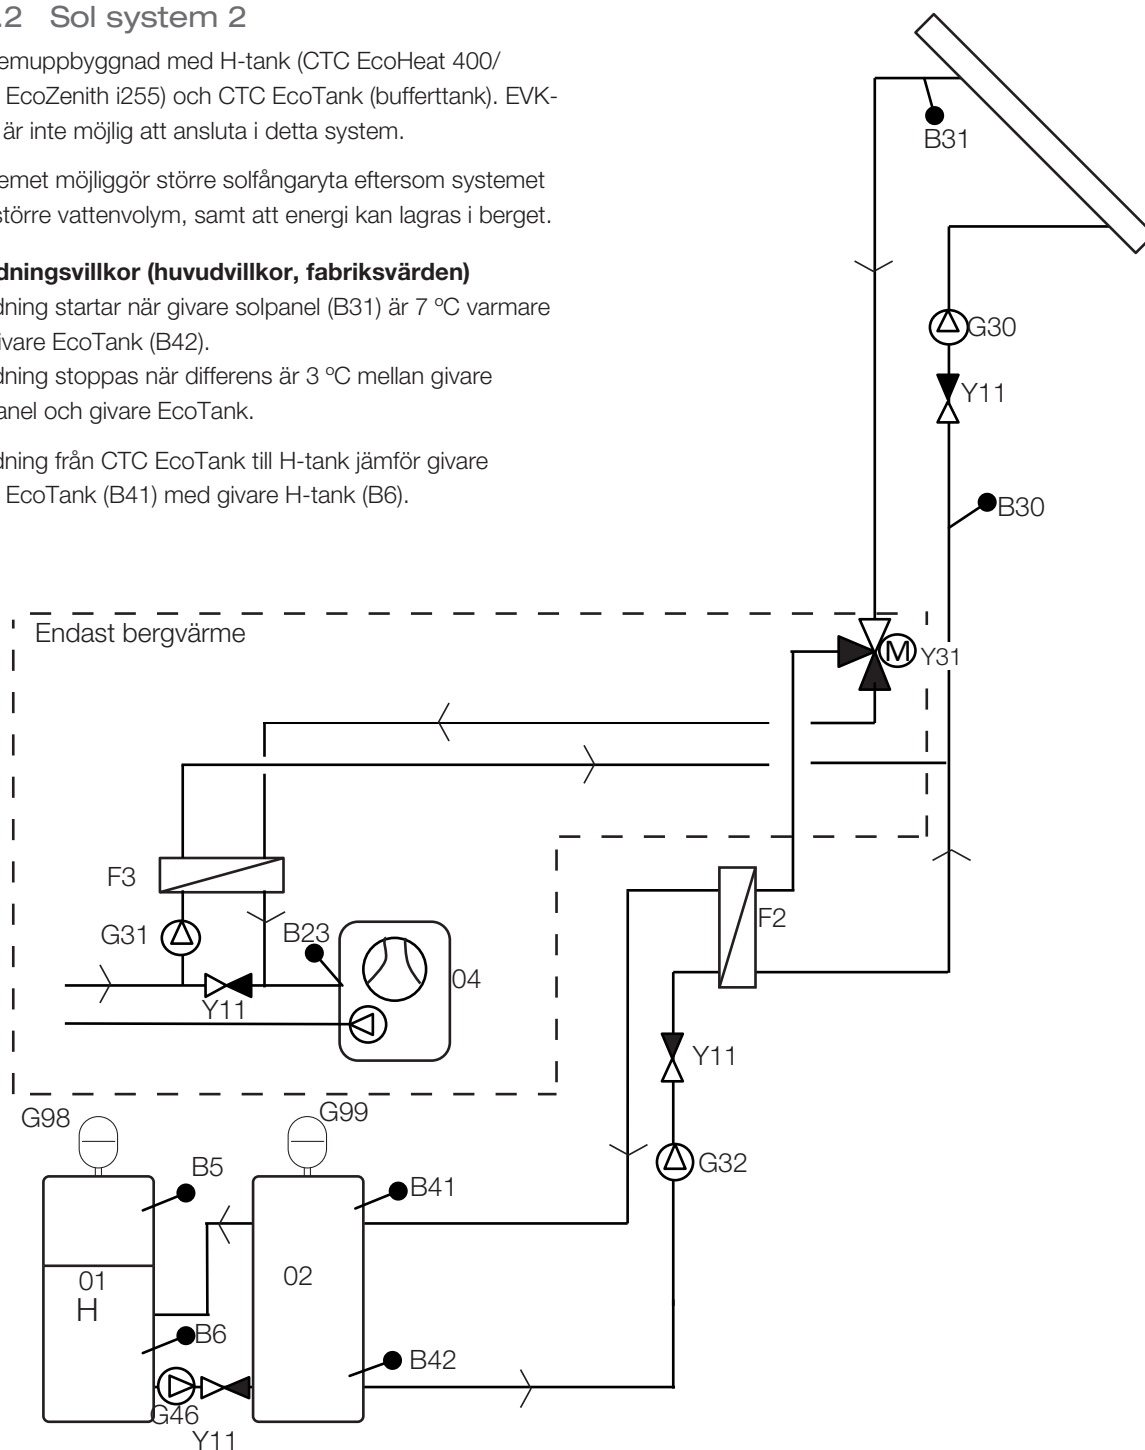 .2 Sol system 2
emuppbyggnad med H-tank (CTC EcoHeat 400/
EcoZenith i255) och CTC EcoTank (bufferttank). EVK-
är inte möjlig att ansluta i detta system.
emet möjliggör större solfångaryta eftersom systemet
större vattenvolym, samt att energi kan lagras i berget.
dningsvillkor (huvudvillkor, fabriksvärden)
dning startar när givare solpanel (B31) är 7 ºC varmare
ivare EcoTank (B42).
dning stoppas när differens är 3 ºC mellan givare
anel och givare EcoTank.
dning från CTC EcoTank till H-tank jämför givare
EcoTank (B41) med givare H-tank (B6).
B31
G30
Y11
B30
Endast bergvärme
M
Y31
F3
F2
G31
B23
04
Y11
Y11
G98
G99
G32
B5
B41
01
H
02
B6
B42
G46
Y11